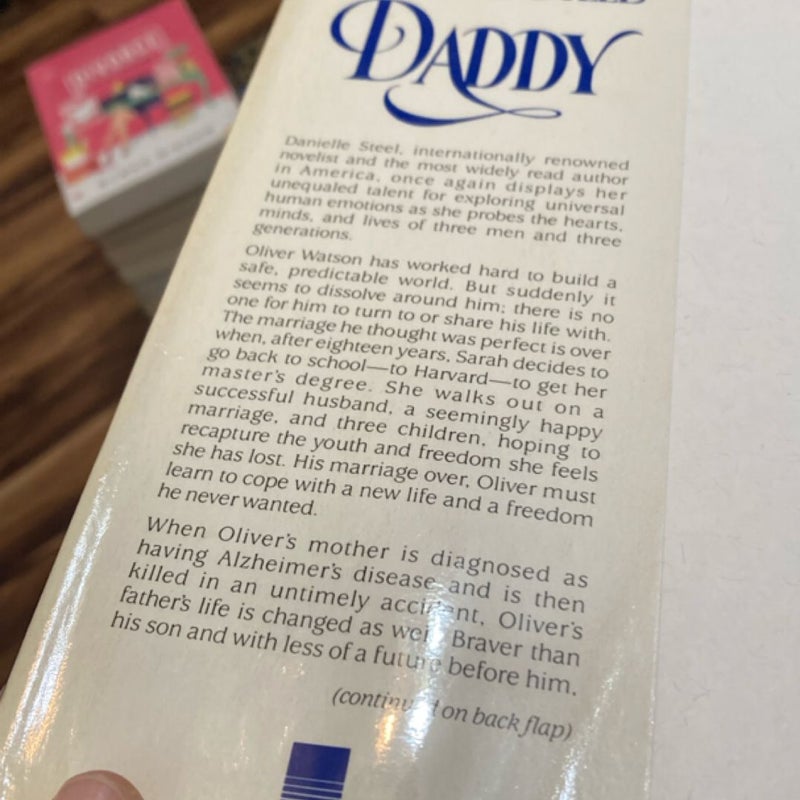 DADDY
Danielle Steel, internationally renowned
novelist and the most widely read author
in America, once again displays her
unequaled talent for exploring universal
human emotions as she probes the hearts,
minds, and lives of three men and three
generations.
Oliver Watson has worked hard to build a
safe, predictable world. But suddenly it
seems to dissolve around him; there is no
one for him to turn to or share his life with.
The marriage he thought was perfect is over
when, after eighteen years, Sarah decides to
go back to school—to Harvard—to get her
master's degree. She walks out on a
successful husband, a seemingly happy
marriage, and three children, hoping to
recapture the youth and freedom she feels
she has lost. His marriage over, Oliver must
learn to cope with a new life and a freedom
he never wanted.
When Oliver's mother is diagnosed as
having Alzheimer's disease and is then
killed in an untimely accident, Oliver's
father's life is changed as well. Braver than
his son and with less of a future before him,
(continued on back flap)